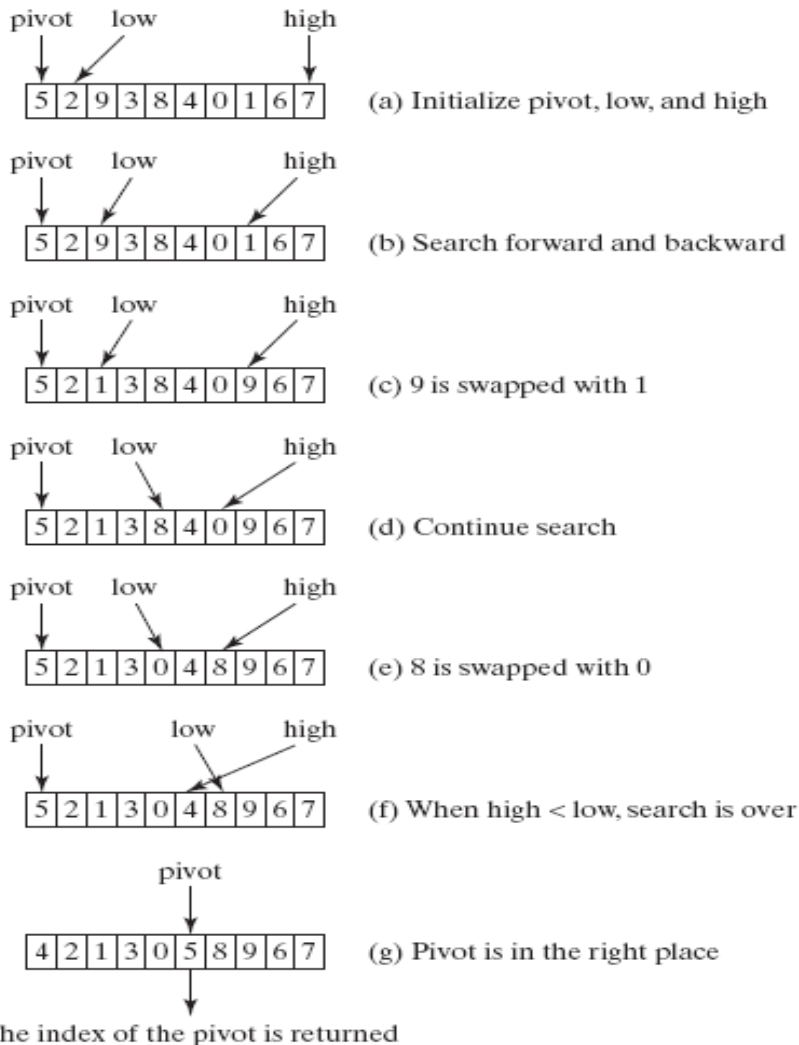 pivot low high
5 2 9 3 8 4 0 1 6 7 (a) Initialize pivot, low, and high
pivot low high
5 2 9 3 8 4 0 1 6 7 (b) Search forward and backward
pivot low high
5 2 1 3 8 4 0 9 6 7 (c) 9 is swapped with 1
pivot low high
5 2 1 3 8 4 0 9 6 7 (d) Continue search
pivot low high
5 2 1 3 0 4 8 9 6 7 (e) 8 is swapped with 0
pivot low high
5 2 1 3 0 4 8 9 6 7 (f) When high < low, search is over
pivot
4 2 1 3 0 5 8 9 6 7 (g) Pivot is in the right place
he index of the pivot is returned